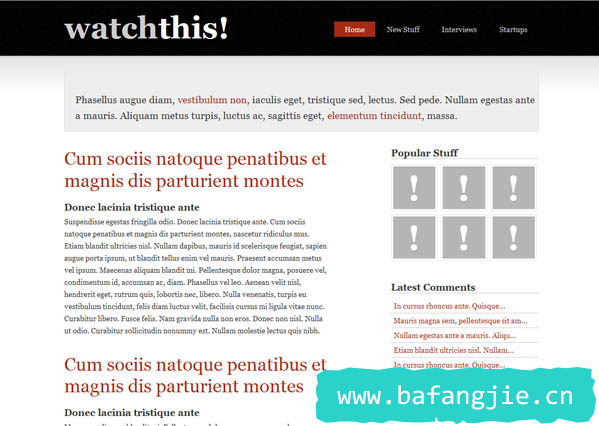 watchthis!
Home New Stuff Interviews Startups
Phasellus augue diam, vestibulum non, iaculis eget, tristique sed, lectus. Sed pede. Nullam egestas ante
a mauris. Aliquam metus turpis, luctus ac, sagittis eget, elementum tincidunt, massa.
Cum sociis natoque penatibus et
magnis dis parturient montes
Donec lacinia tristique ante
Suspendisse egestas fringilla odio. Donec lacinia tristique ante. Cum sociis
natoque penatibus et magnis dis parturient montes, nascetur ridiculus mus.
Etiam blandit ultricies nisl. Nullam dapibus, mauris id scelerisque feugiat, sapien
augue porta ipsum, ut blandit tellus enim vel mauris. Praesent accumsan metus
vel ipsum. Maecenas aliquam blandit mi. Pellentesque dolor magna, posuere vel,
condimentum id, accumsan ac, diam. Phasellus vel leo. Aenean velit nisl,
hendrerit eget, rutrum quis, lobortis nec, libero. Nulla venenatis, turpis eu
vestibulum tincidunt, felis diam luctus velit, facilisis cursus mi ligula vitae nunc.
Curabitur libero. Fusce felis. Nam gravida nulla non eros. Donec non nisl. Nulla
ut odio. Curabitur sollicitudin nonummy est. Nullam molestie lectus quis nibh.
Cum sociis natoque penatibus et
magnis dis parturient montes
Donec lacinia tristique ante
Popular Stuff
! ! !
! ! !
Latest Comments
In cursus rhoncus ante. Quisque...
Mauris magna sem, pellentesque sit am...
Nullam egestas ante a mauris. Aliqu...
Etiam blandit ultricies nisl. Nullam...
In cursus rhoncus ante. Quisque...
www.bafangjie.cn